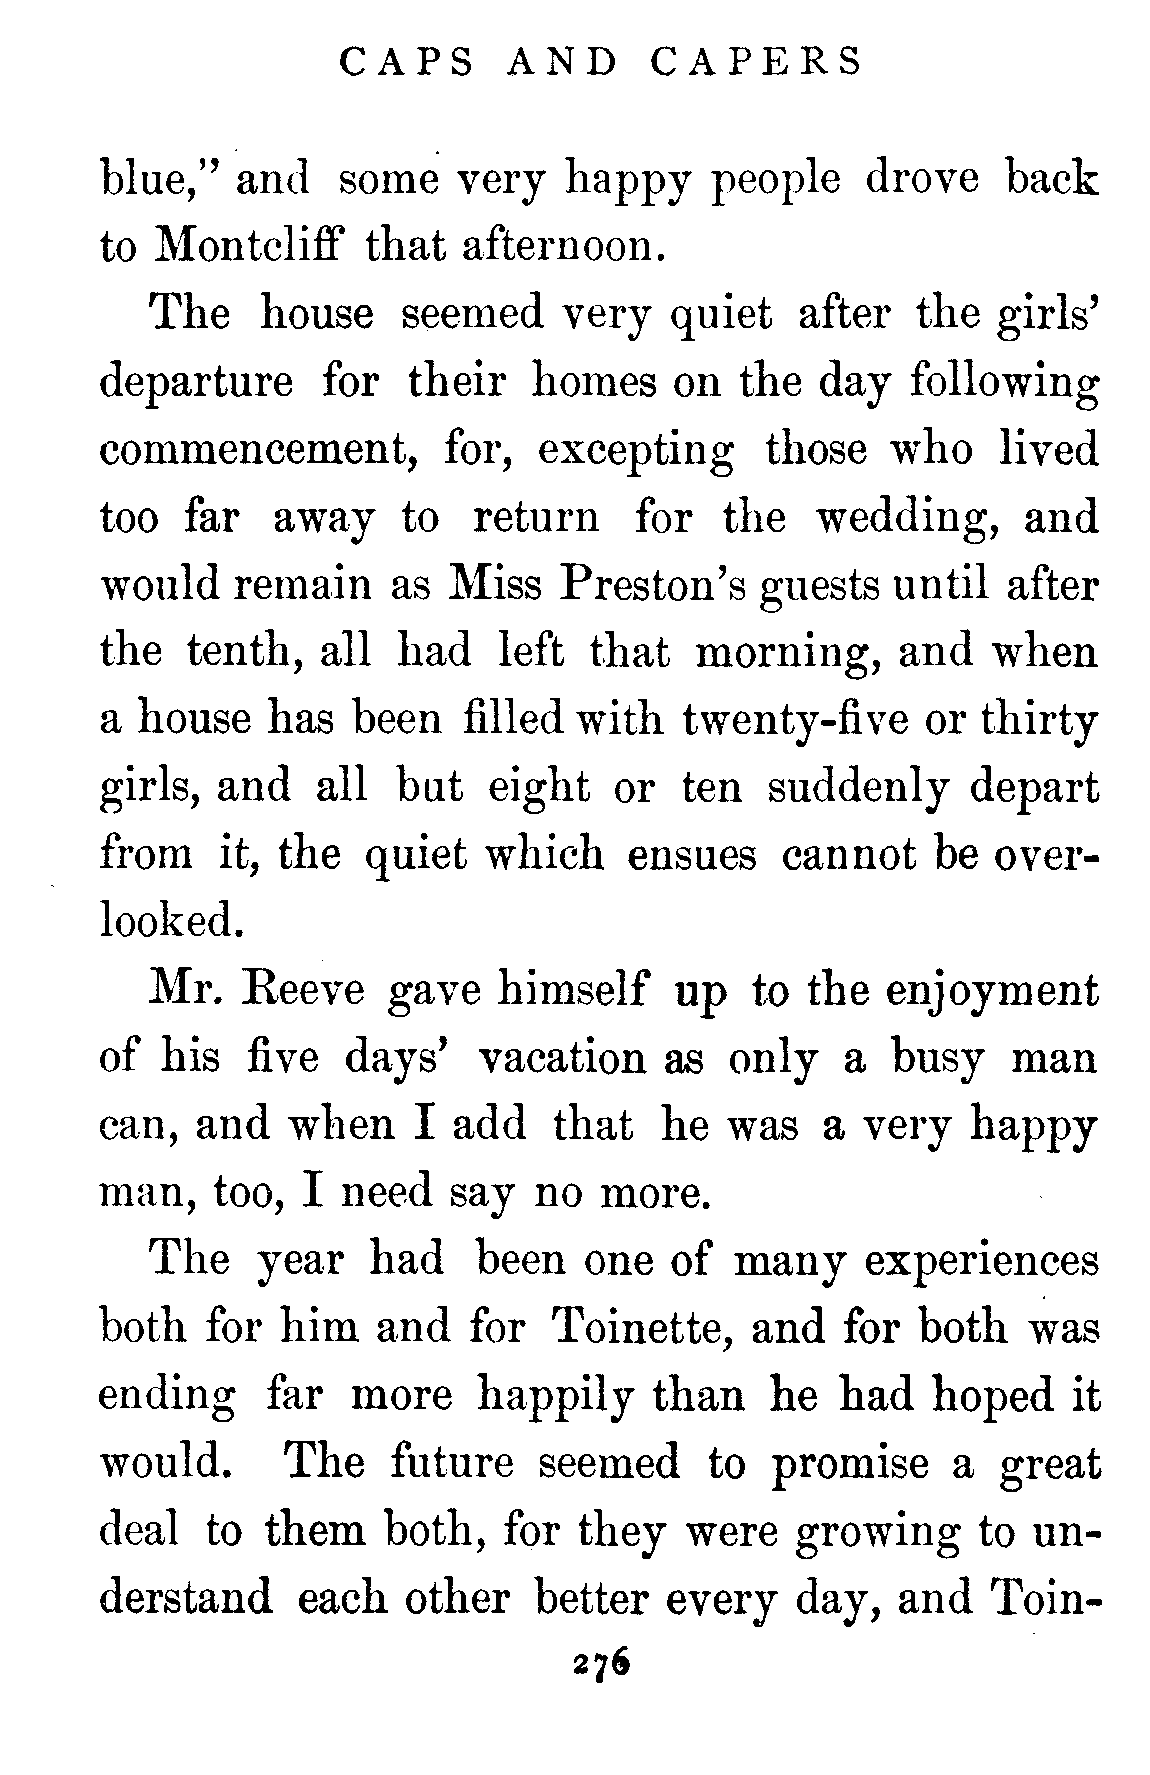 CAPS AND CAPERS
blue," and some very happy people drove back
to Montcliff that afternoon.
The house seemed very quiet after the girls'
departure for their homes on the day following
commencement, for, excepting those who lived
too far away to return for the wedding, and
would remain as Miss Preston's guests until after
the tenth, all had left that morning, and when
a house has been filled with twenty-five or thirty
girls, and all but eight or ten suddenly depart
from it, the quiet which ensues cannot be over-
looked.
Mr. Reeve gave himself up to the enjoyment
of his five days' vacation as only a busy man
can, and when I add that he was a very happy
man, too, I need say no more.
The year had been one of many experiences
both for him and for Toinette, and for both was
ending far more happily than he had hoped it
would. The future seemed to promise a great
deal to them both, for they were growing to un-
derstand each other better every day, and Toin-
276